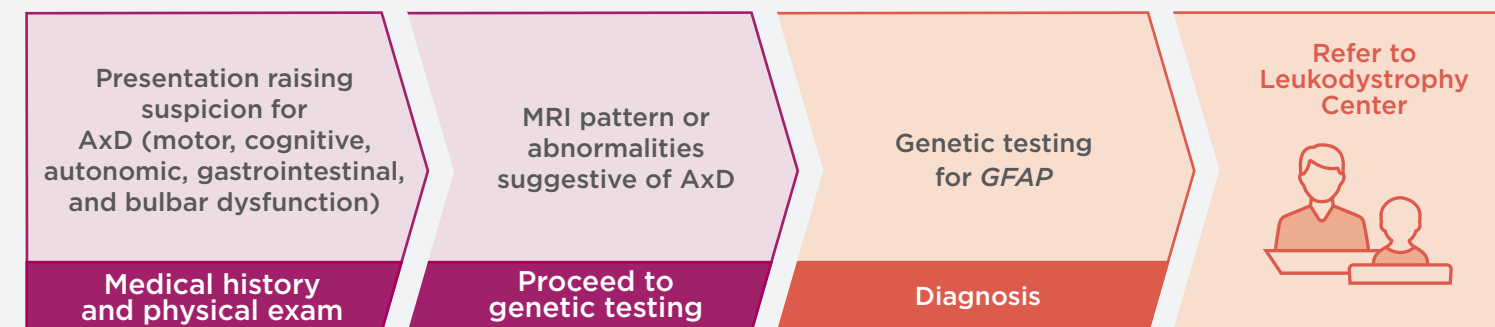 Presentation raising
suspicion for
AxD (motor, cognitive,
autonomic, gastrointestinal,
and bulbar dysfunction)
Medical history
and physical exam
MRI pattern or
abnormalities
suggestive of AxD
Proceed to
genetic testing
Genetic testing
for GFAP
Diagnosis
Refer to
Leukodystrophy
Center